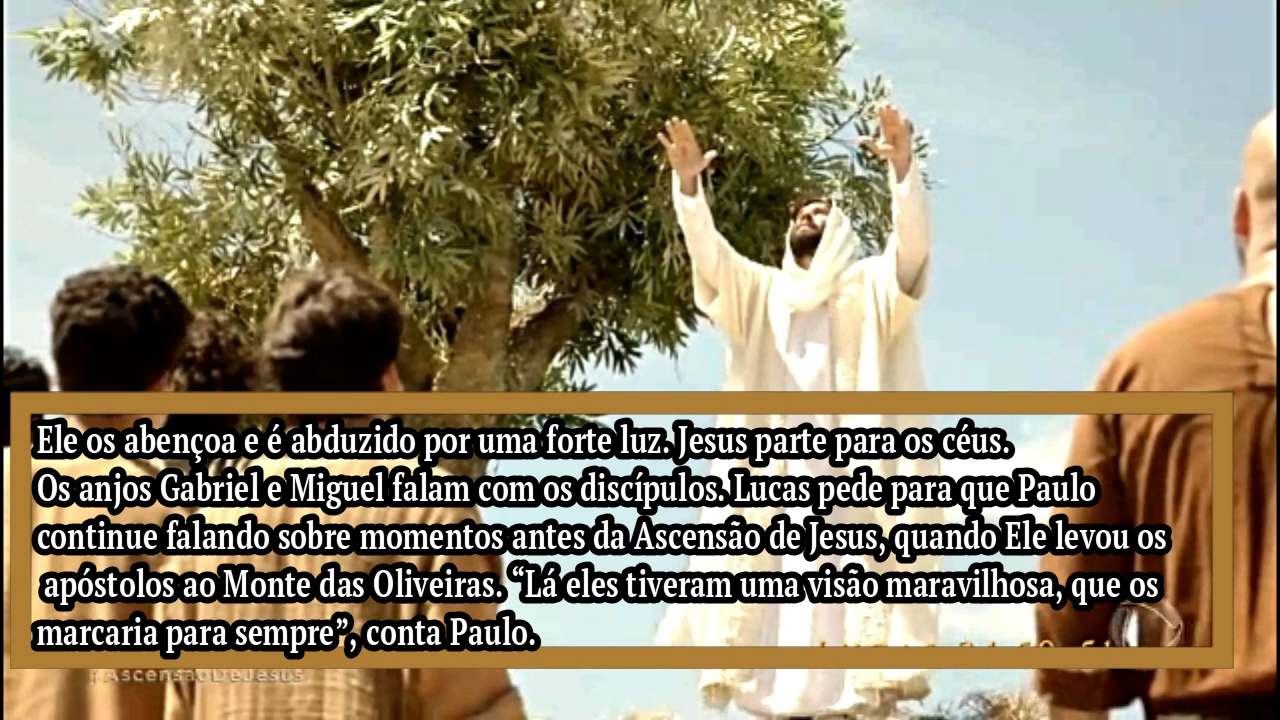 Ele os abençoa e é abduzido por uma forte luz. Jesus parte para os céus.
Os anjos Gabriel e Miguel falam com os discípulos. Lucas pede para que Paulo
continue falando sobre momentos antes da Ascensão de Jesus, quando Ele levou os
apóstolos ao Monte das Oliveiras. “Lá eles tiveram uma visão maravilhosa, que os
marcaria para sempre”, conta Paulo.
#AscensãoDeJesus